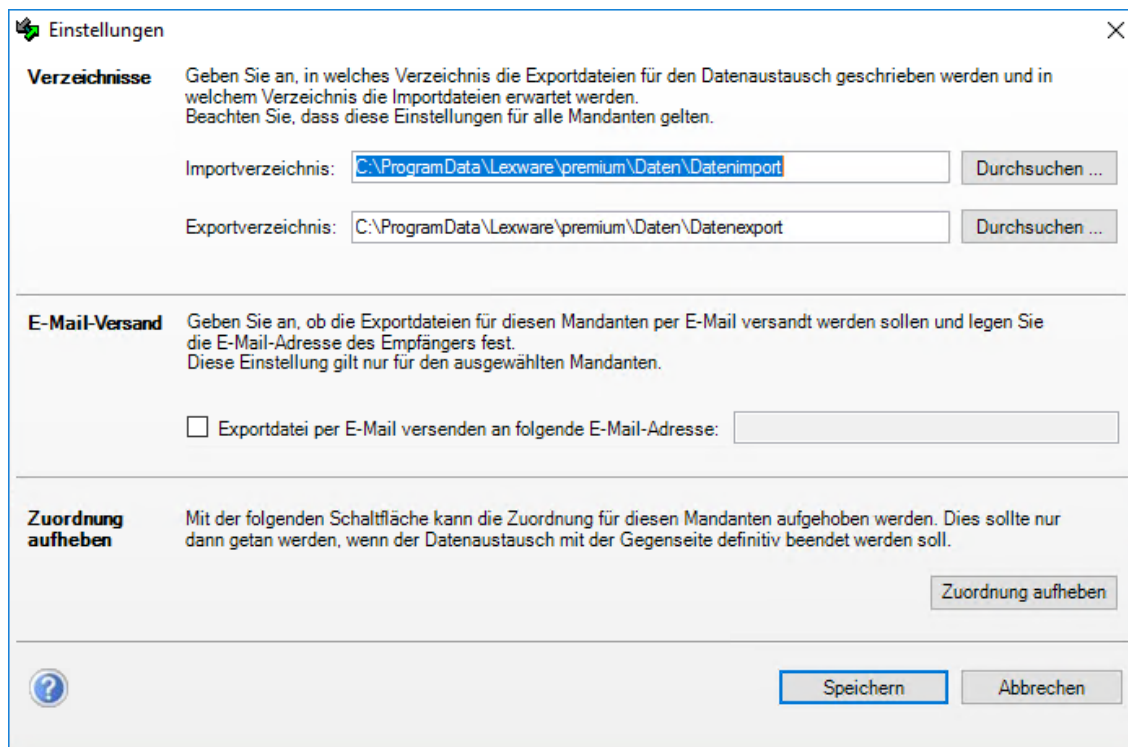 Einstellungen
Verzeichnisse
Geben Sie an, in welches Verzeichnis die Exportdateien für den Datenaustausch geschrieben werden und in
welchem Verzeichnis die Importdateien erwartet werden.
Beachten Sie, dass diese Einstellungen für alle Mandanten gelten.
Importverzeichnis: C:\ProgramData\Lexware\premium\Daten\Datenimport Durchsuchen ...
Exportverzeichnis: C:\ProgramData\Lexware\premium\Daten\Datenexport Durchsuchen ...
E-Mail-Versand
Geben Sie an, ob die Exportdateien für diesen Mandanten per E-Mail versandt werden sollen und legen Sie
die E-Mail-Adresse des Empfängers fest.
Diese Einstellung gilt nur für den ausgewählten Mandanten.
Exportdatei per E-Mail versenden an folgende E-Mail-Adresse:
Zuordnung
aufheben
Mit der folgenden Schaltfläche kann die Zuordnung für diesen Mandanten aufgehoben werden. Dies sollte nur
dann getan werden, wenn der Datenaustausch mit der Gegenseite definitiv beendet werden soll.
Zuordnung aufheben
? Speichern Abbrechen